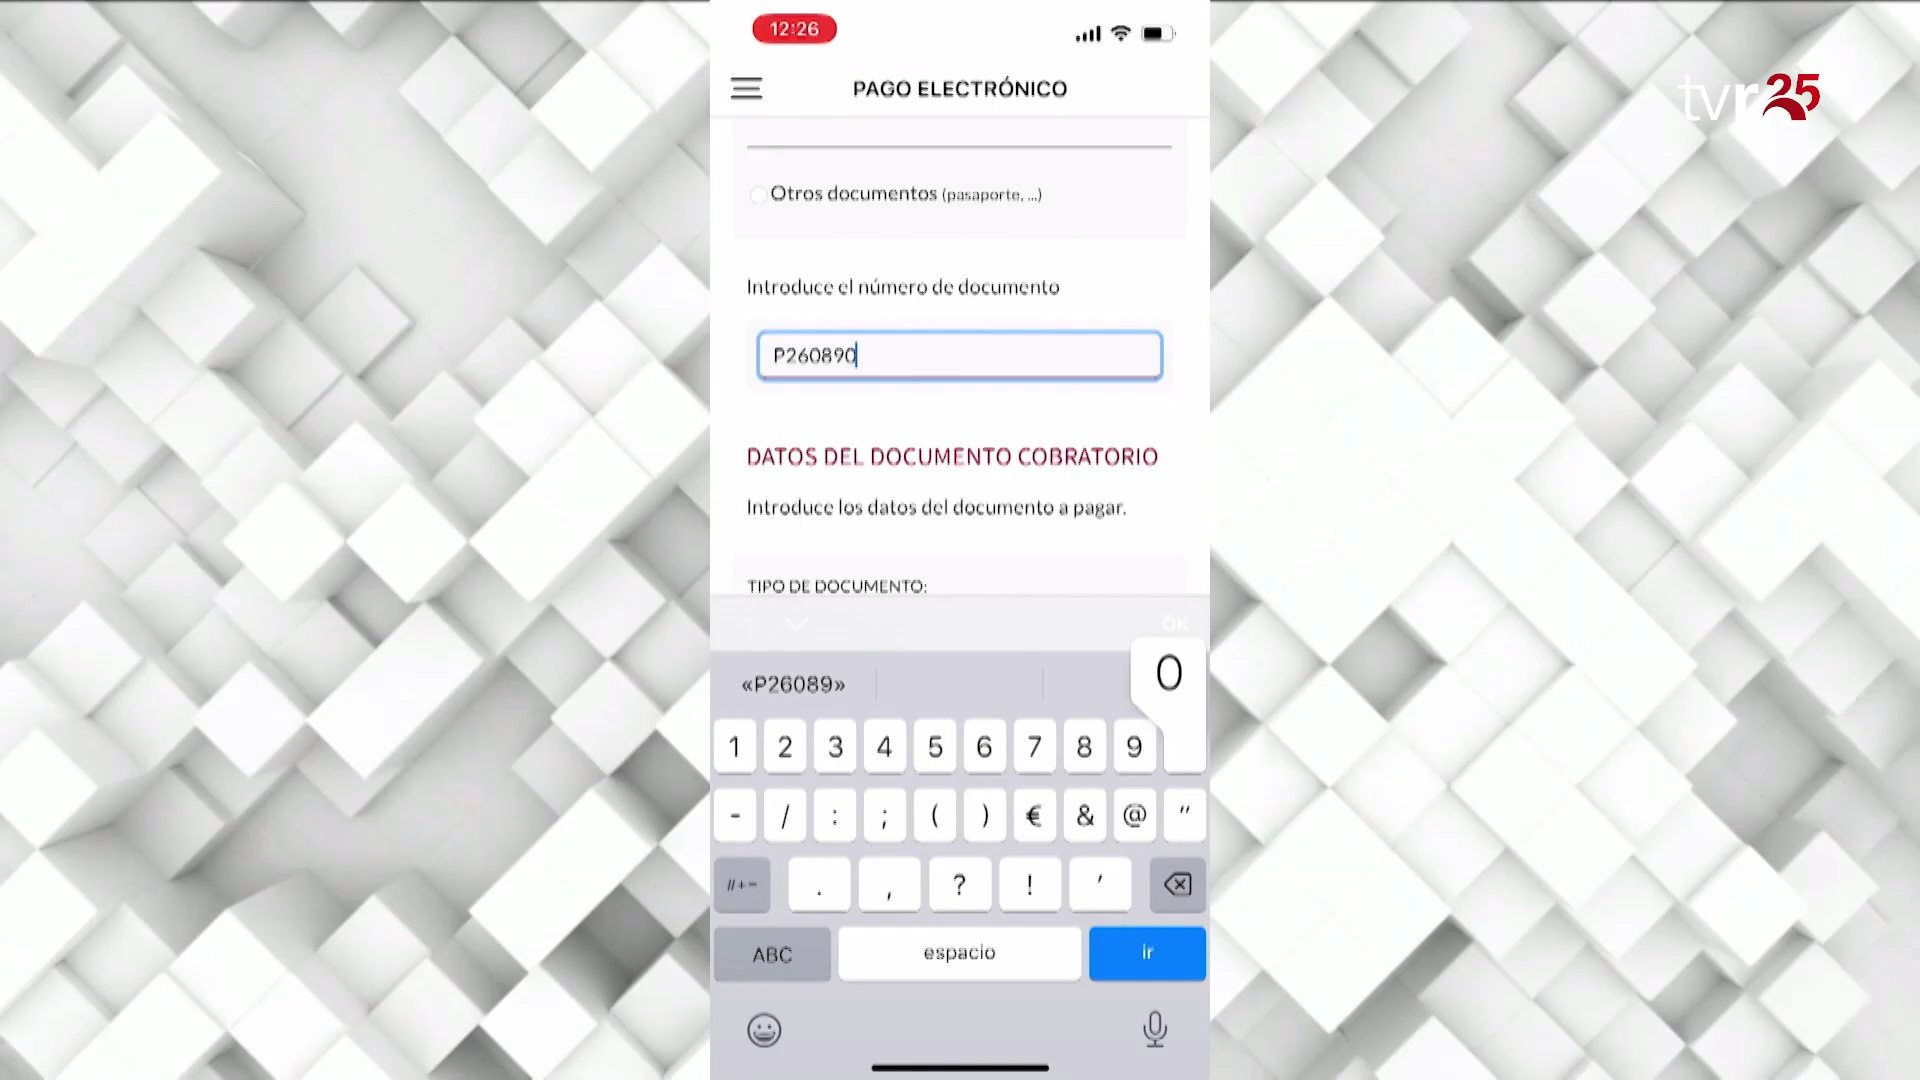 12:26
tvr25
PAGO ELECTRÓNICO
Otros documentos (pasaporte, ...)
Introduce el número de documento
P260890
DATOS DEL DOCUMENTO COBRATORIO
Introduce los datos del documento a pagar.
TIPO DE DOCUMENTO:
OK
«P26089»
0
1 2 3 4 5 6 7 8 9
- / : ; ( ) € & @ "
#+= . , ? ! '
ABC espacio ir